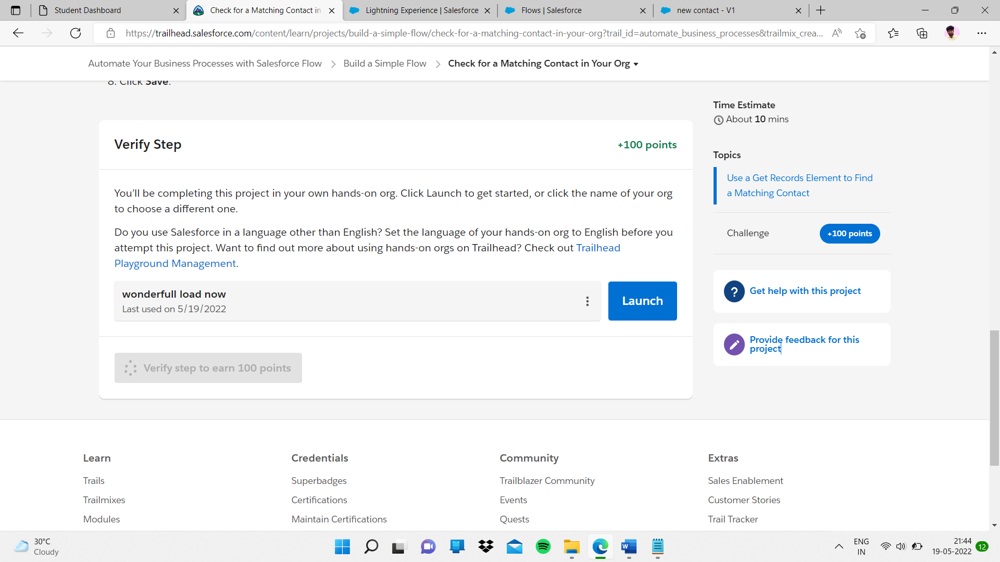 Student Dashboard
Check for a Matching Contact in
Lightning Experience | Salesforce
Flows | Salesforce
new contact - V1
https://trailhead.salesforce.com/content/learn/projects/build-a-simple-flow/check-for-a-matching-contact-in-your-org?trail_id=automate_business_processes&trailmix_crea...
Automate Your Business Processes with Salesforce Flow
Build a Simple Flow
Check for a Matching Contact in Your Org
8. Click Save.
Verify Step
+100 points
You’ll be completing this project in your own hands-on org. Click Launch to get started, or click the name of your org
to choose a different one.
Do you use Salesforce in a language other than English? Set the language of your hands-on org to English before you
attempt this project. Want to find out more about using hands-on orgs on Trailhead? Check out Trailhead
Playground Management.
wonderfull load now
Last used on 5/19/2022
Launch
Verify step to earn 100 points
Time Estimate
About 10 mins
Topics
Use a Get Records Element to Find
a Matching Contact
Challenge
+100 points
Get help with this project
Provide feedback for this
project
Learn
Trails
Trailmixes
Modules
Credentials
Superbadges
Certifications
Maintain Certifications
Community
Trailblazer Community
Events
Quests
Extras
Sales Enablement
Customer Stories
Trail Tracker
30°C
Cloudy
ENG
IN
21:44
19-05-2022
12